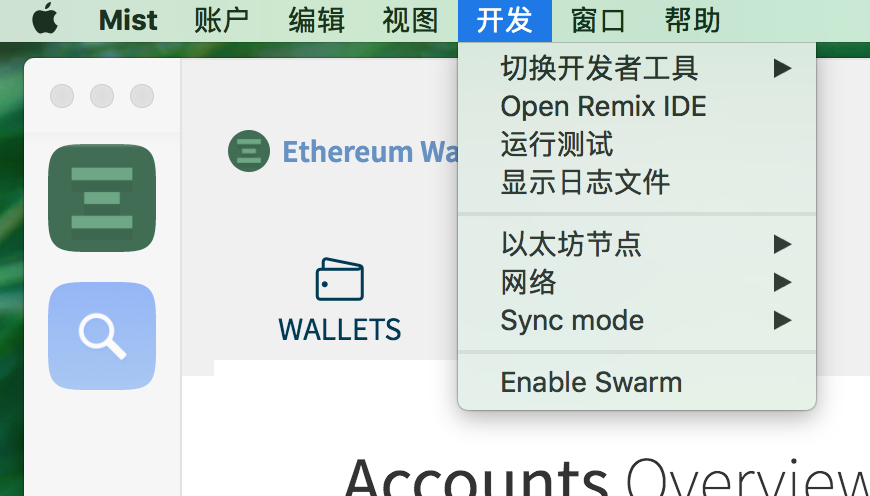 Mist 账户 编辑 视图 开发 窗口 帮助
切换开发者工具
Open Remix IDE
运行测试
显示日志文件
以太坊节点
网络
Sync mode
Enable Swarm
Ethereum Wa
WALLETS
Accounts Overview